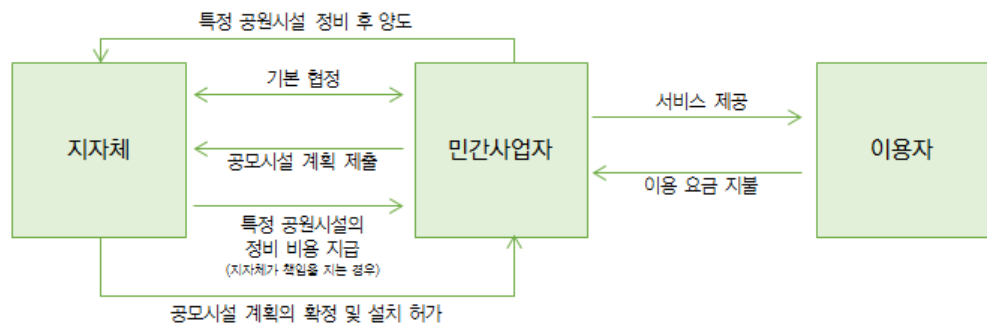 특정 공원시설 정비 후 양도
기본 협정
지자체
민간사업자
이용자
서비스 제공
공모시설 계획 제출
이용 요금 지불
특정 공원시설의
정비 비용 지급
(지자체가 책임을 지는 경우)
공모시설 계획의 확정 및 설치 허가